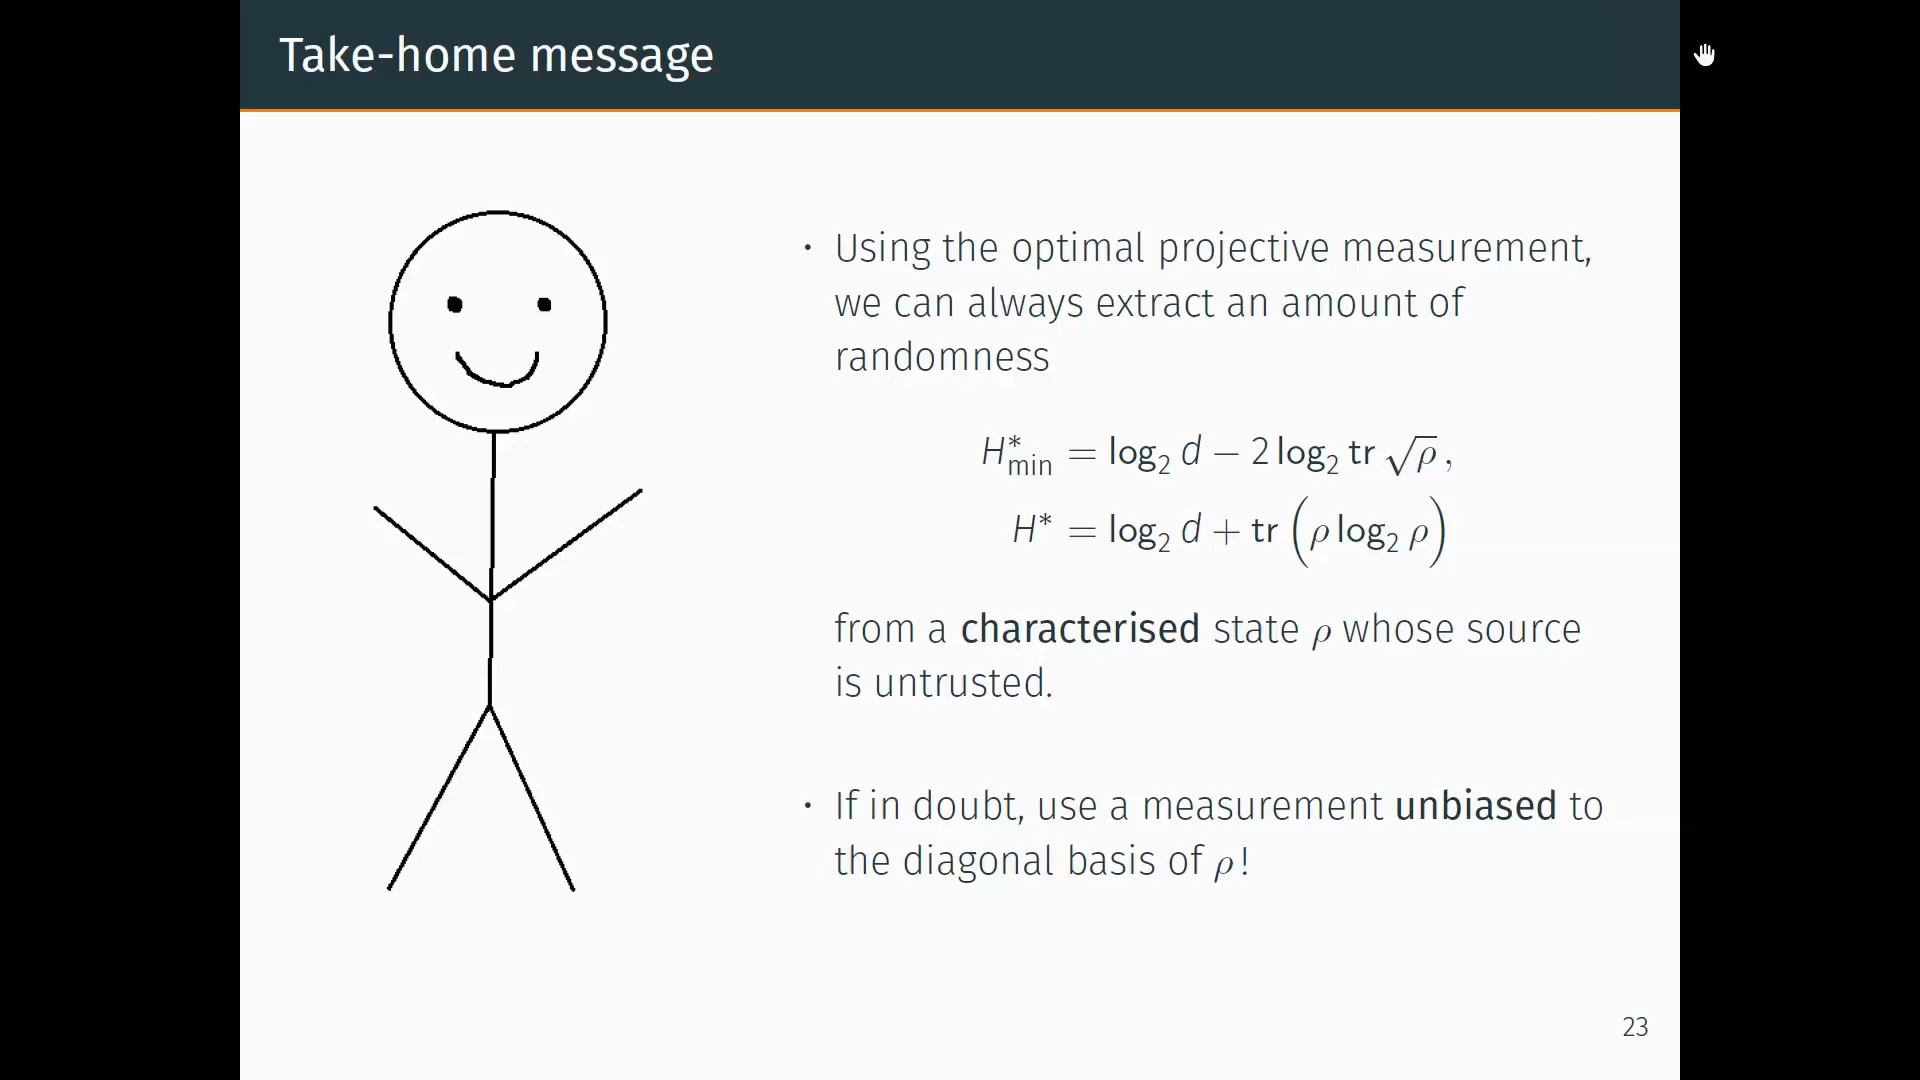 Take-home message
• Using the optimal projective measurement,
we can always extract an amount of
randomness
H*min = log₂ d − 2 log₂ tr √ρ ,
H* = log₂ d + tr (ρ log₂ ρ)
from a characterised state ρ whose source
is untrusted.
• If in doubt, use a measurement unbiased to
the diagonal basis of ρ!
23